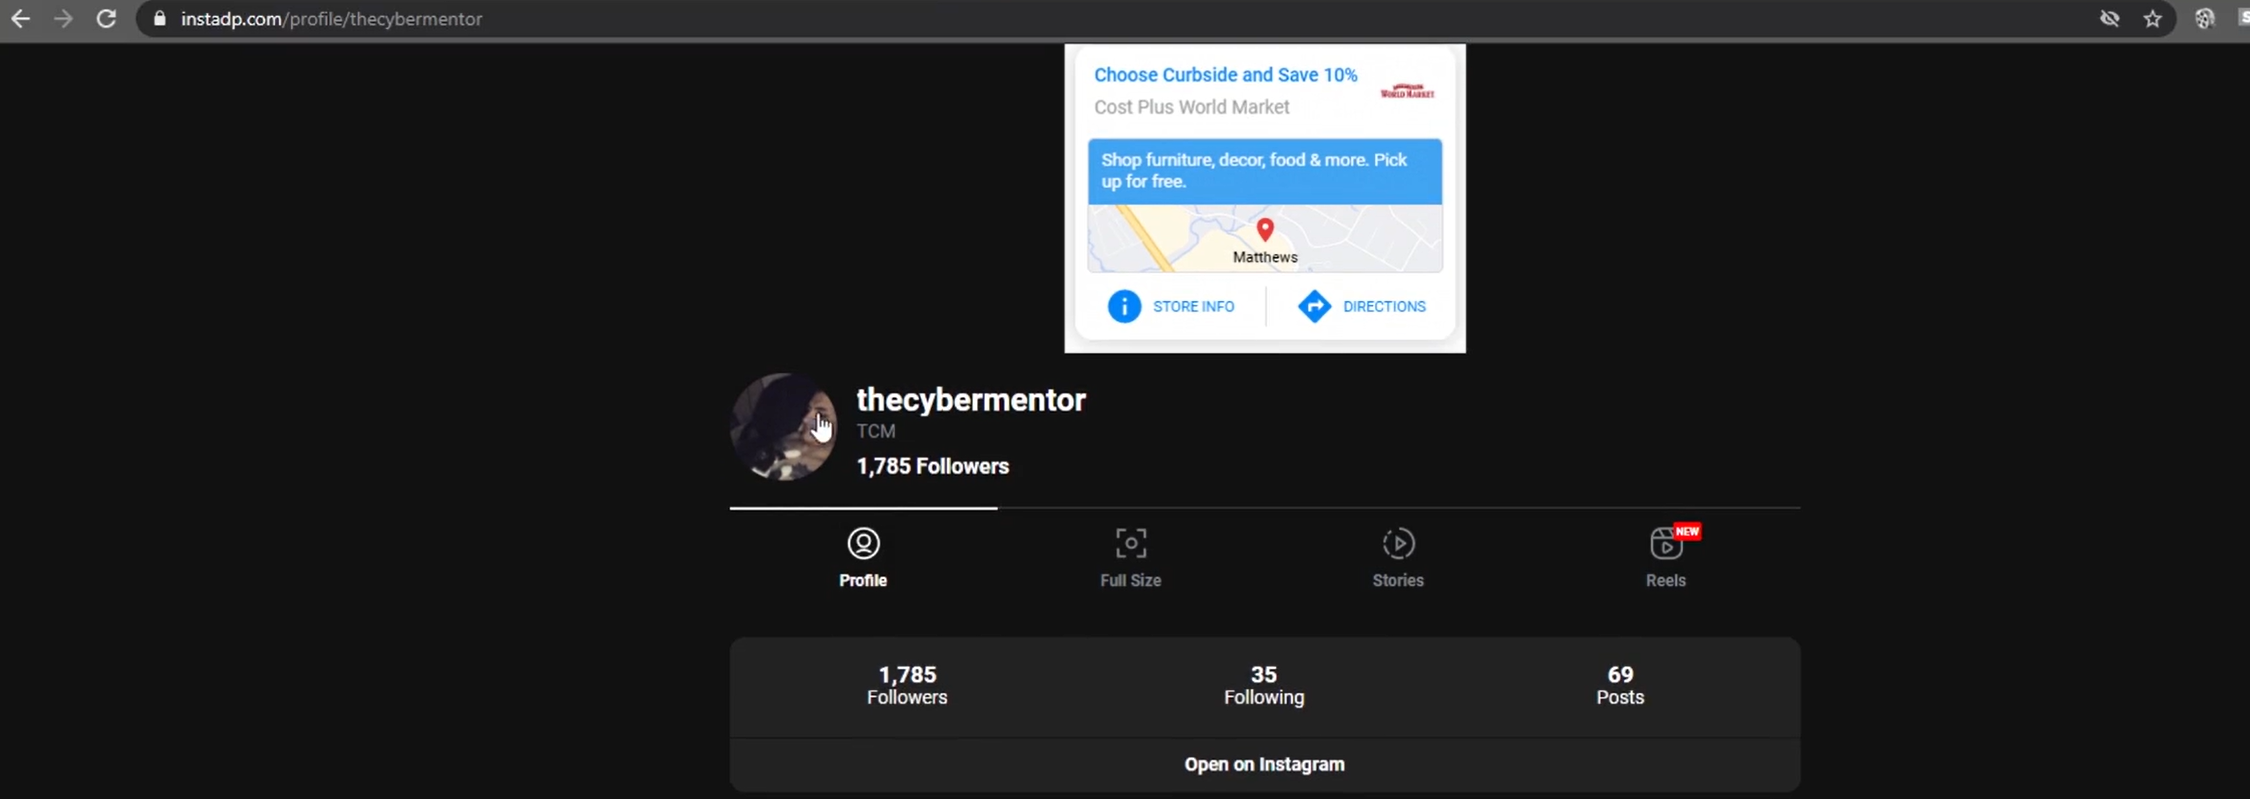 instadp.com/profile/thecybermentor
Choose Curbside and Save 10%
Cost Plus World Market
WORLD MARKET
Shop furniture, decor, food & more. Pick
up for free.
Matthews
STORE INFO
DIRECTIONS
thecybermentor
TCM
1,785 Followers
NEW
Profile
Full Size
Stories
Reels
1,785
Followers
35
Following
69
Posts
Open on Instagram